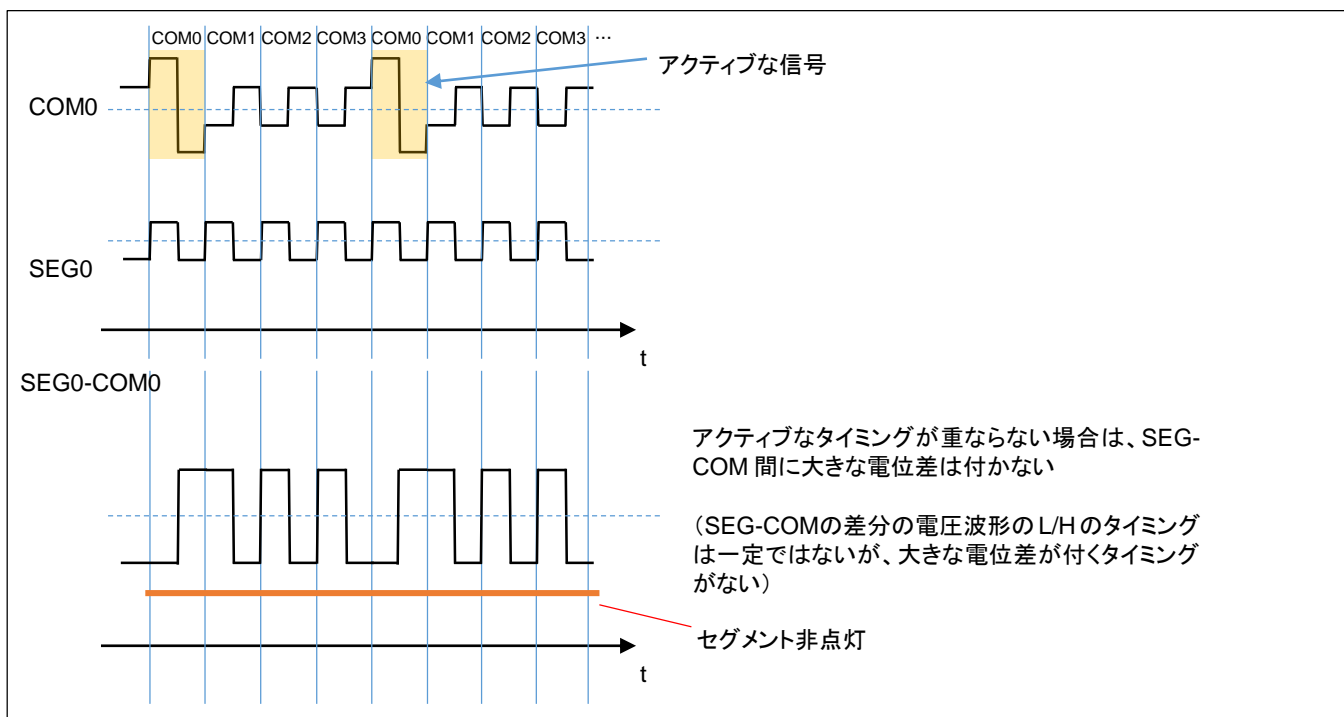 COM0 COM1 COM2 COM3 COM0 COM1 COM2 COM3 …
アクティブな信号
COM0
SEG0
t
SEG0-COM0
アクティブなタイミングが重ならない場合は、SEG-
COM 間に大きな電位差は付かない
（SEG-COMの差分の電圧波形の L/H のタイミング
は一定ではないが、大きな電位差が付くタイミング
がない）
セグメント非点灯
t